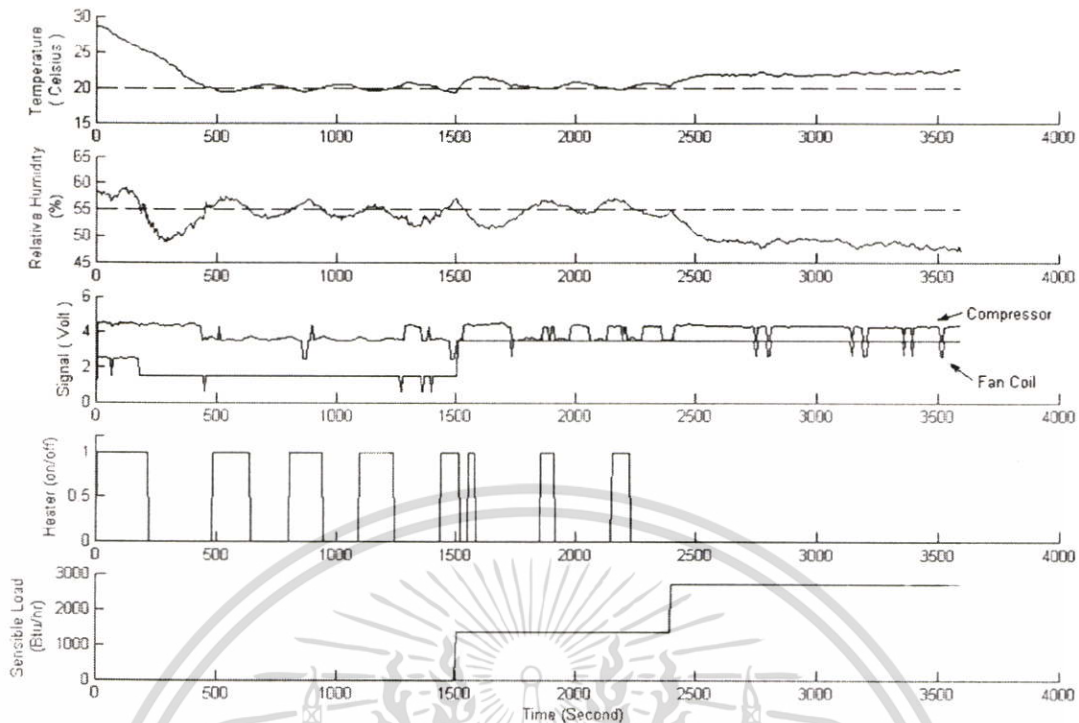 Temperature
( Celsius )
30
25
20
15
0 500 1000 1500 2000 2500 3000 3500 4000
Relative Humidity
(%)
65
60
55
50
45
0 500 1000 1500 2000 2500 3000 3500 4000
Signal ( Volt )
6
4
2
0
Compressor
Fan Coil
0 500 1000 1500 2000 2500 3000 3500 4000
Heater (on/off)
1
0.5
0
0 500 1000 1500 2000 2500 3000 3500 4000
Sensible Load
(Btu/hr)
3000
2000
1000
0
0 500 1000 1500 2000 2500 3000 3500 4000
Time (Second)